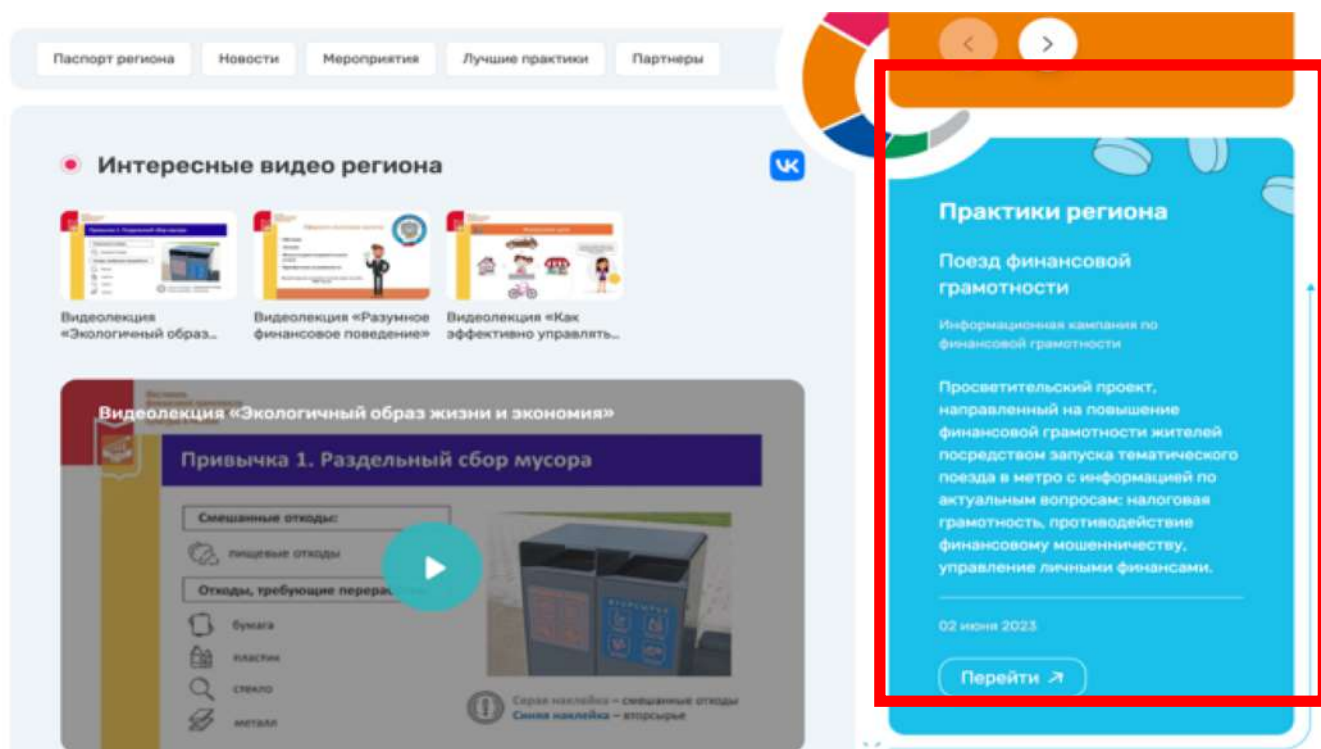 Паспорт региона
Новости
Мероприятия
Лучшие практики
Партнеры
Интересные видео региона
Видеолекция
«Экологичный образ...
Видеолекция «Разумное
финансовое поведение»
Видеолекция «Как
эффективно управлять...
Видеолекция «Экологичный образ жизни и экономия»
Привычка 1. Раздельный сбор мусора
Смешанные отходы:
пищевые отходы
Отходы, требующие
бумага
пластик
стекло
металл
Серая наклейка – смешанные отходы
Синяя наклейка – вторсырье
Практики региона
Поезд финансовой
грамотности
Информационная кампания по
финансовой грамотности
Просветительский проект,
направленный на повышение
финансовой грамотности жителей
посредством запуска тематического
поезда в метро с информацией по
актуальным вопросам: налоговая
грамотность, противодействие
финансовому мошенничеству,
управление личными финансами.
02 июня 2023
Перейти